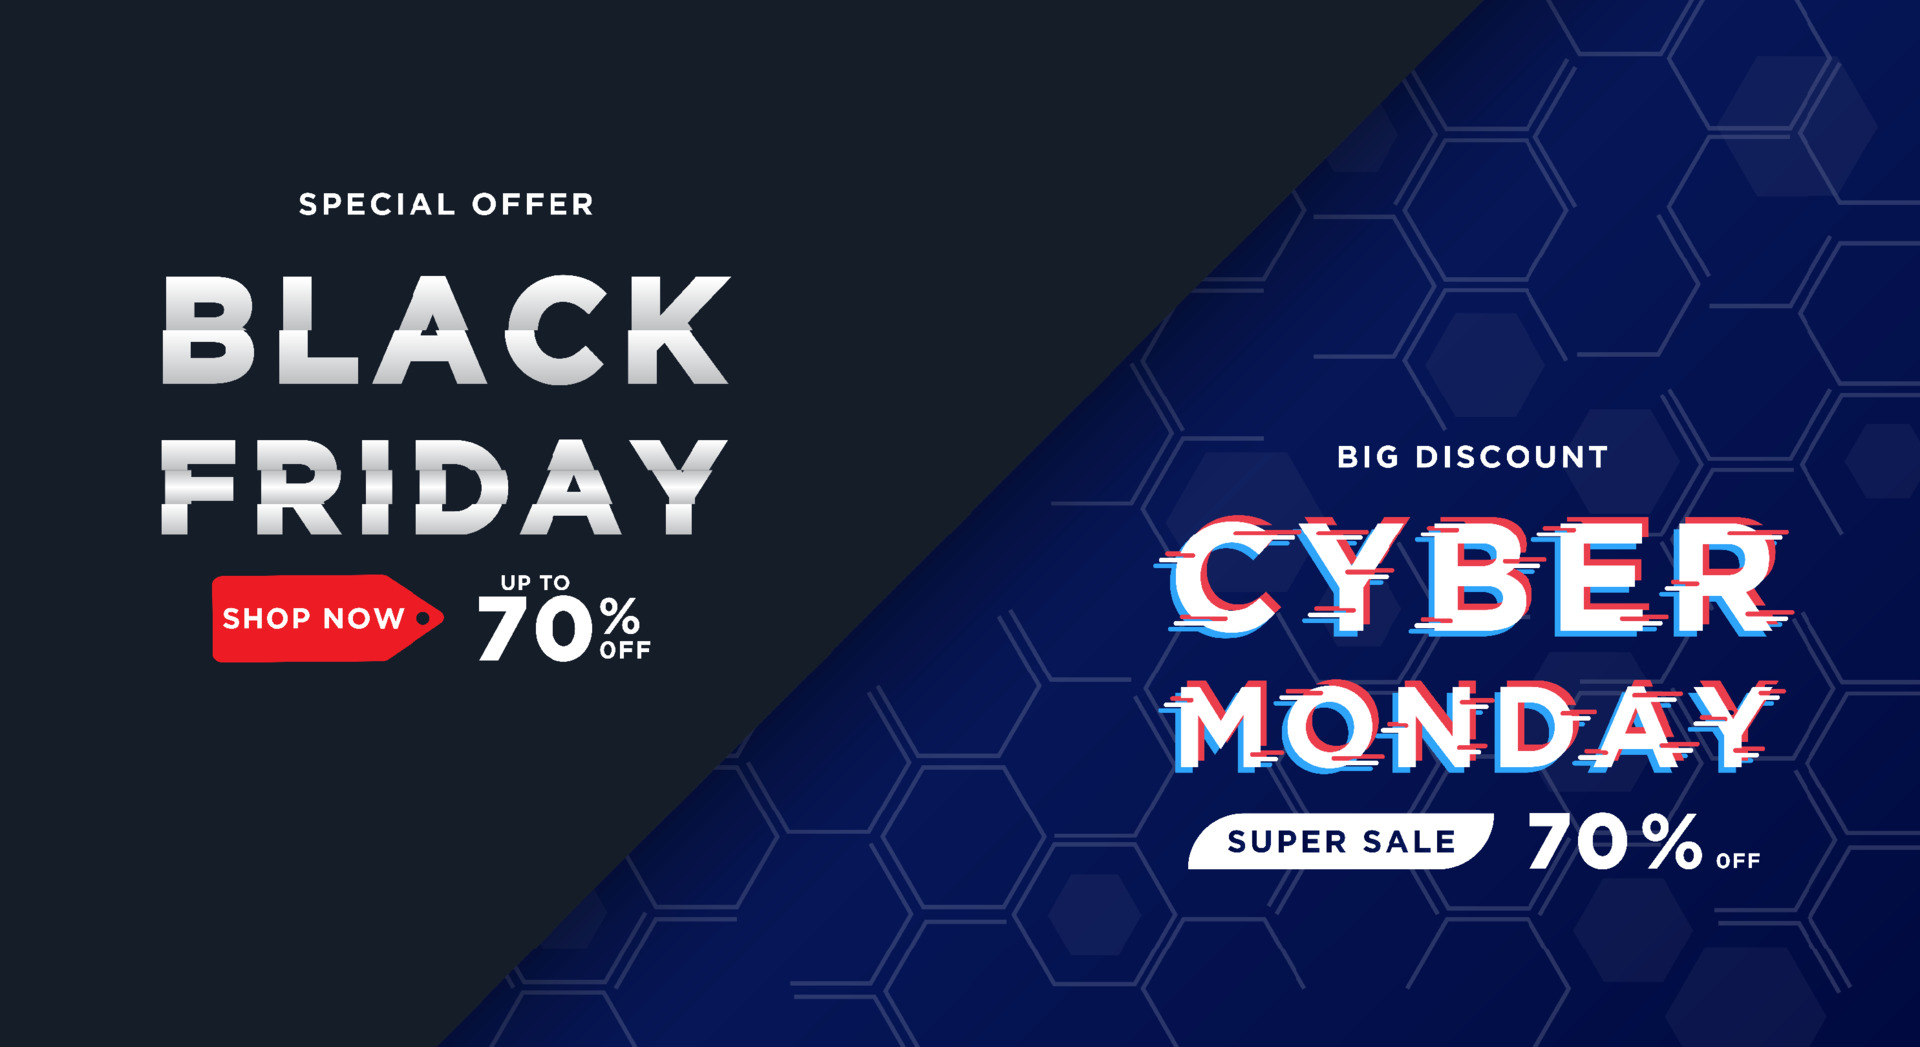 SPECIAL OFFER
BLACK
FRIDAY
SHOP NOW
UP TO
70%
OFF
BIG DISCOUNT
CYBER
MONDAY
SUPER SALE
70% OFF